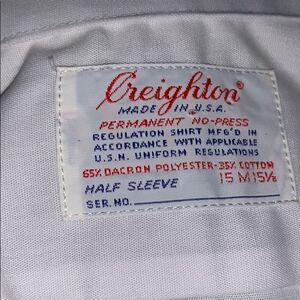 Creighton®
MADE IN U.S.A.
PERMANENT NO-PRESS
REGULATION SHIRT MFG'D IN
ACCORDANCE WITH APPLICABLE
U.S.N. UNIFORM REGULATIONS
65% DACRON POLYESTER-35% COTTON
HALF SLEEVE 15 M 15½
SER.NO.